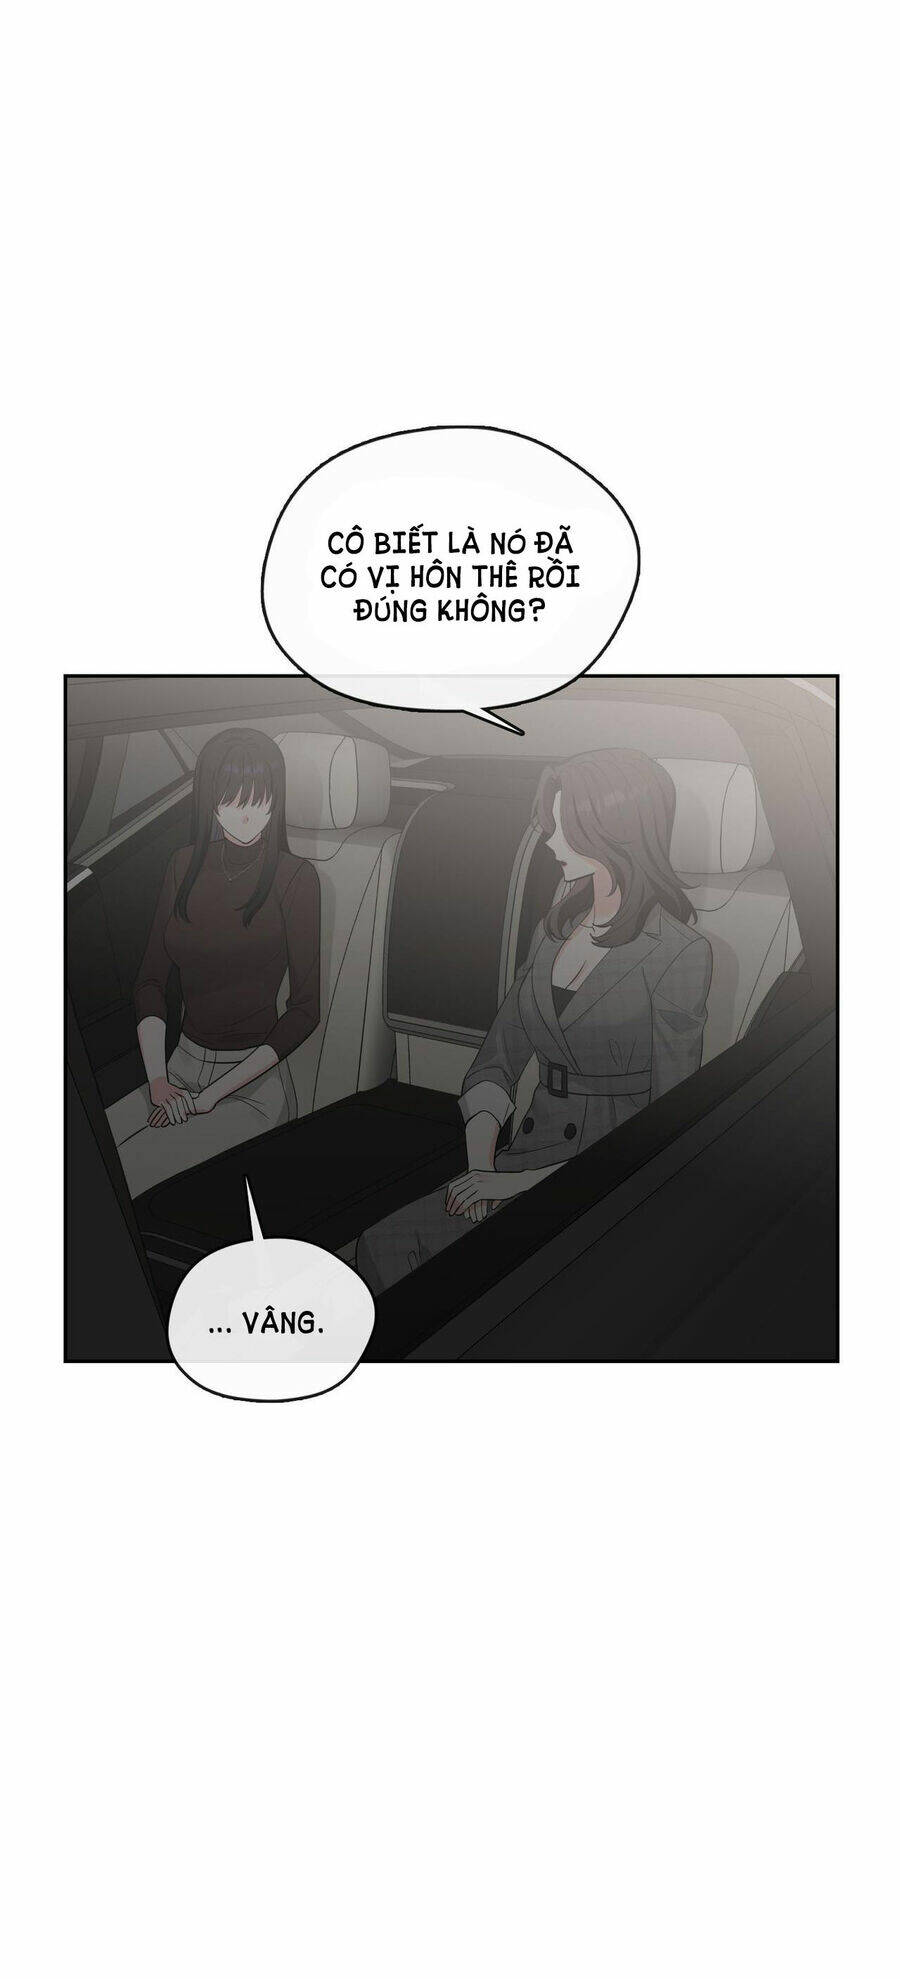 CÔ BIẾT LÀ NÓ ĐÃ
CÓ VỊ HÔN THÊ RỒI
ĐÚNG KHÔNG?
... VÂNG.